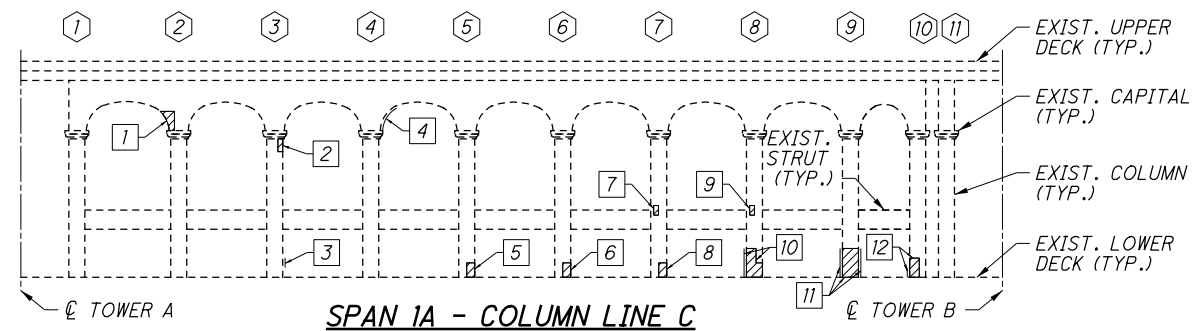 1 2 3 4 5 6 7 8 9 10 11
EXIST. UPPER
DECK (TYP.)
EXIST. CAPITAL
(TYP.)
1
2
4
EXIST.
STRUT
(TYP.)
EXIST. COLUMN
(TYP.)
7
9
3
5
6
8
10
11
12
EXIST. LOWER
DECK (TYP.)
℄ TOWER A
℄ TOWER B
SPAN 1A - COLUMN LINE C